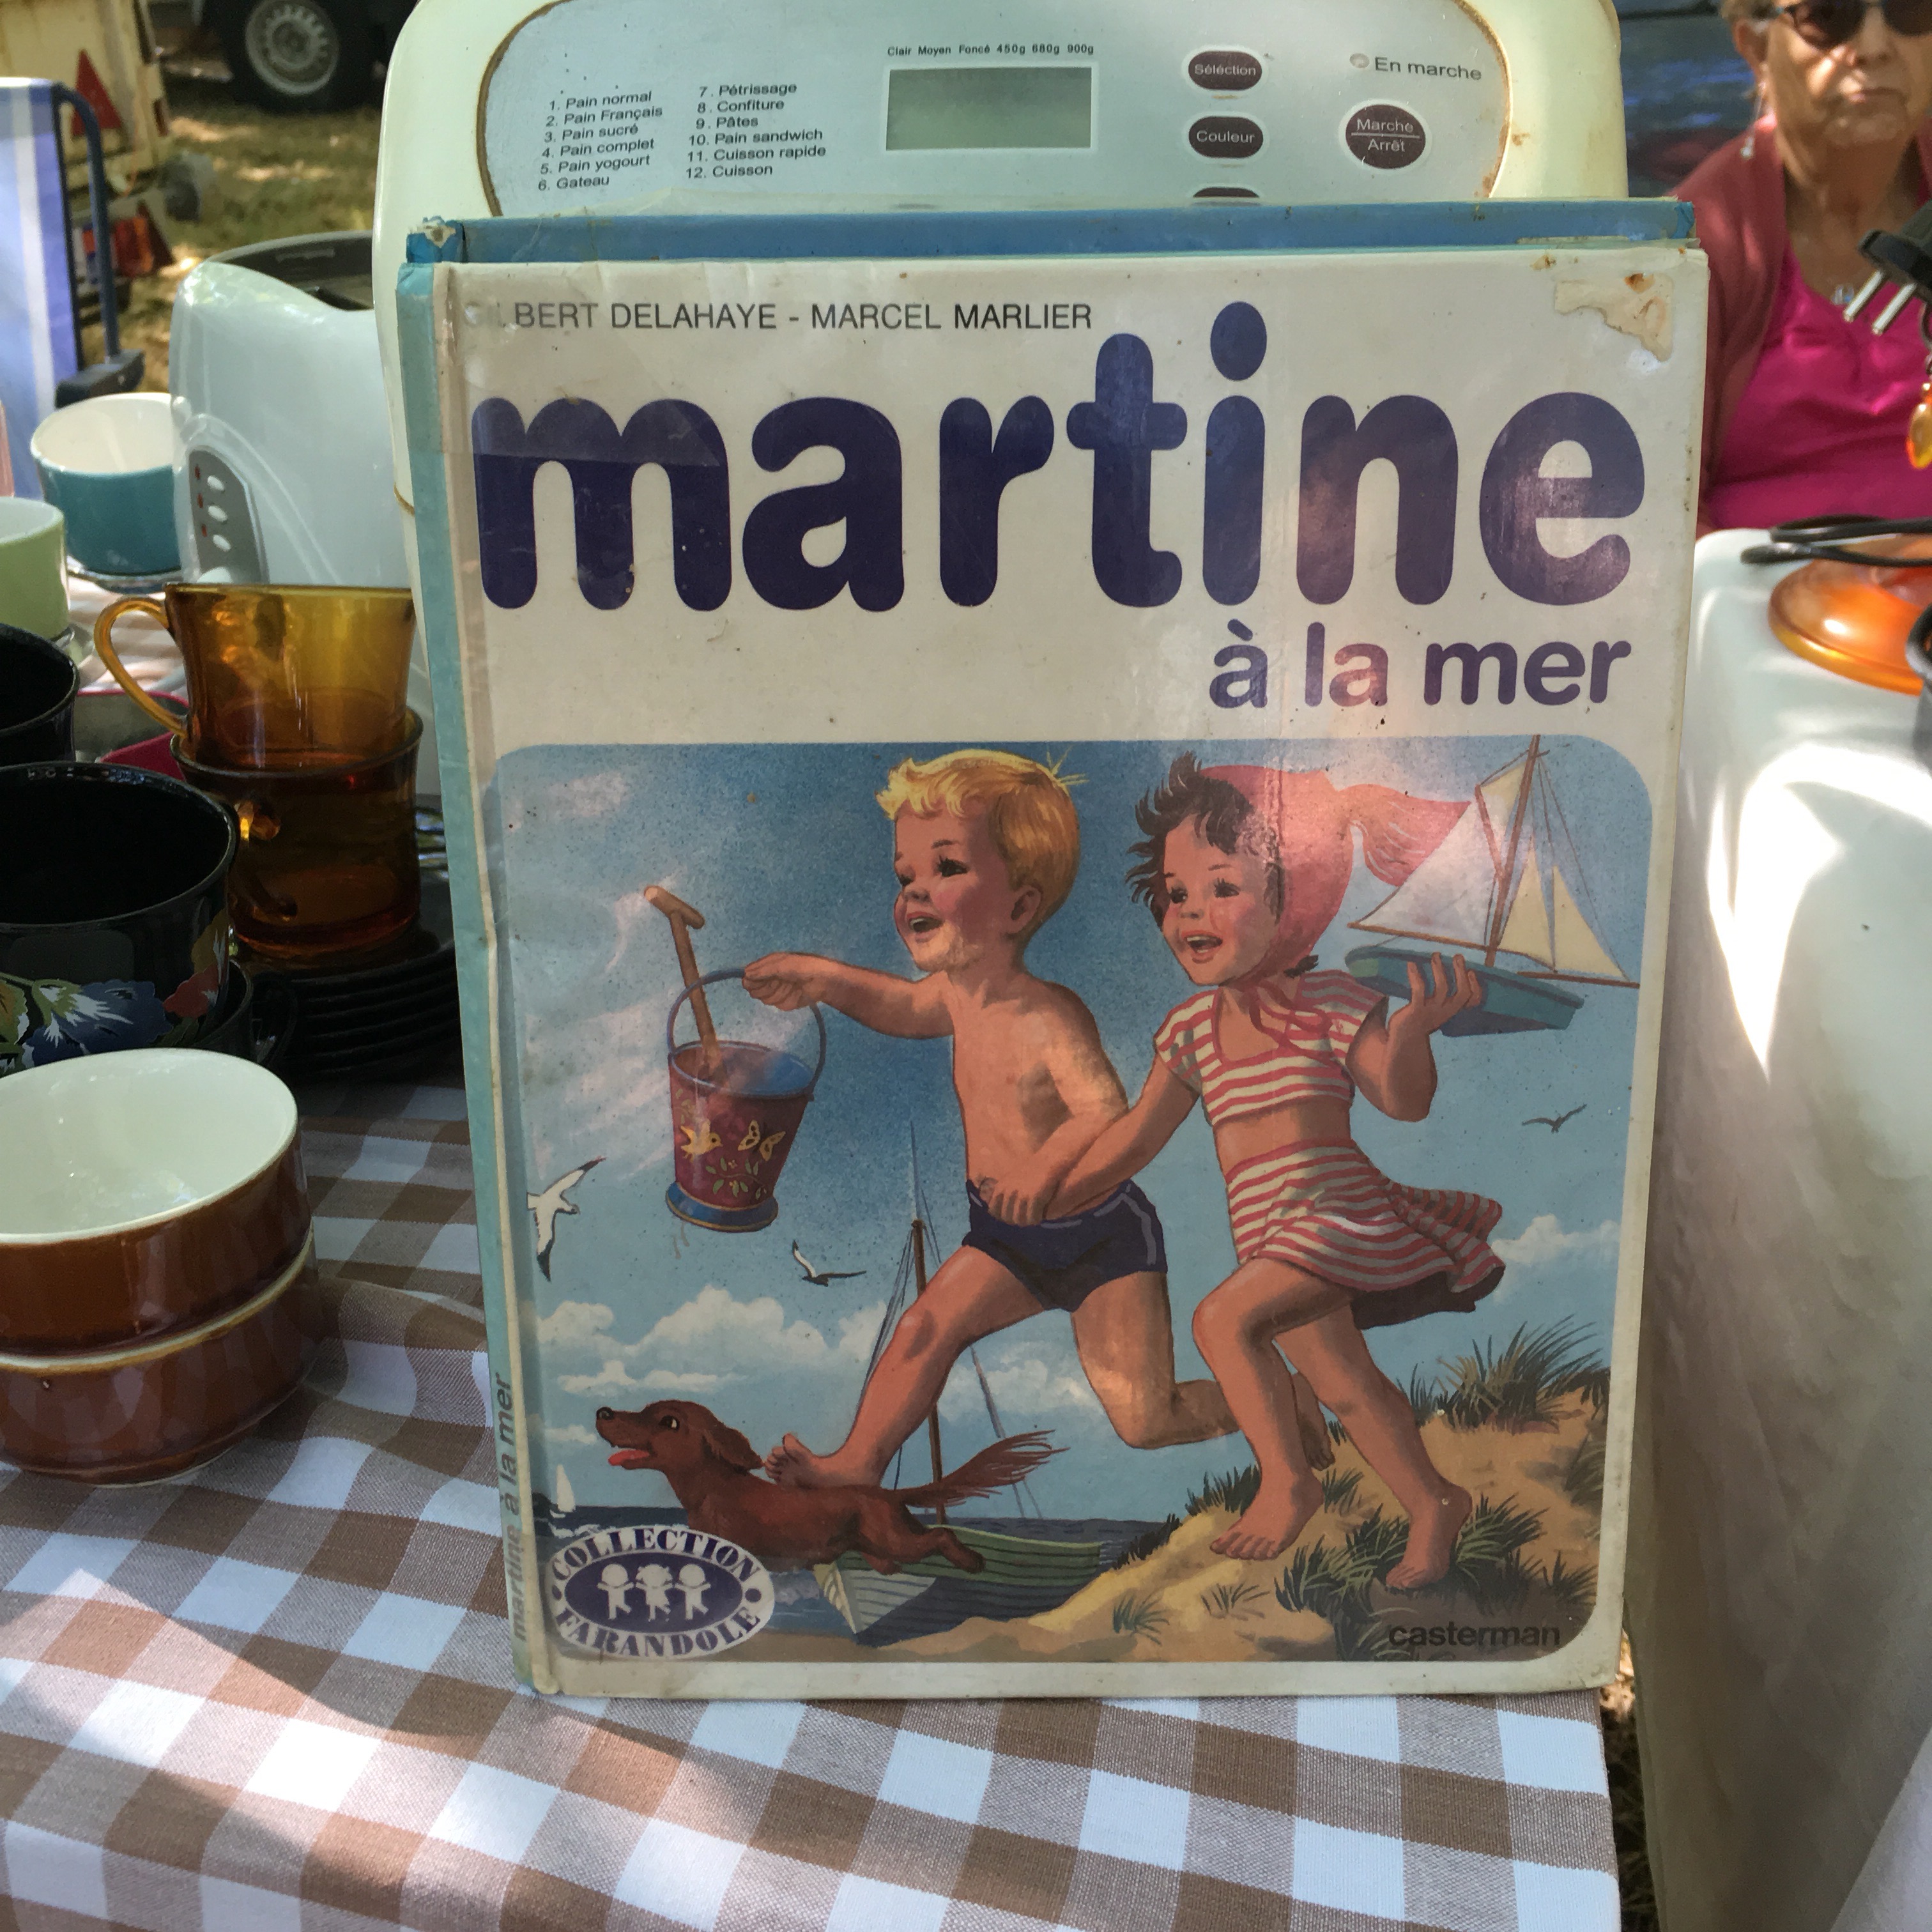 Clair Moyen Foncé 450g 680g 900g
1. Pain normal
2. Pain Français
3. Pain sucré
4. Pain complet
5. Pain yogourt
6. Gateau
7. Pétrissage
8. Confiture
9. Pâtes
10. Pain sandwich
11. Cuisson rapide
12. Cuisson
Séléction
Couleur
En marche
Marche
Arrêt
GILBERT DELAHAYE - MARCEL MARLIER
martine
à la mer
martine à la mer
COLLECTION
FARANDOLE
casterman